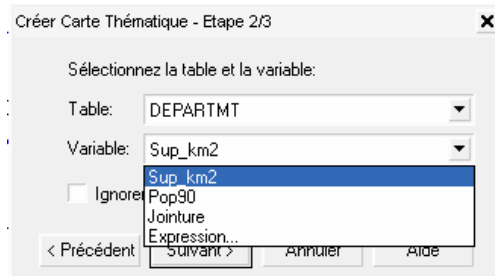 Créer Carte Thématique - Etape 2/3
Sélectionnez la table et la variable:
Table: DEPARTMT
Variable: Sup_km2
Sup_km2
Pop90
Jointure
Expression...
< Précédent Suivant > Annuler Aide